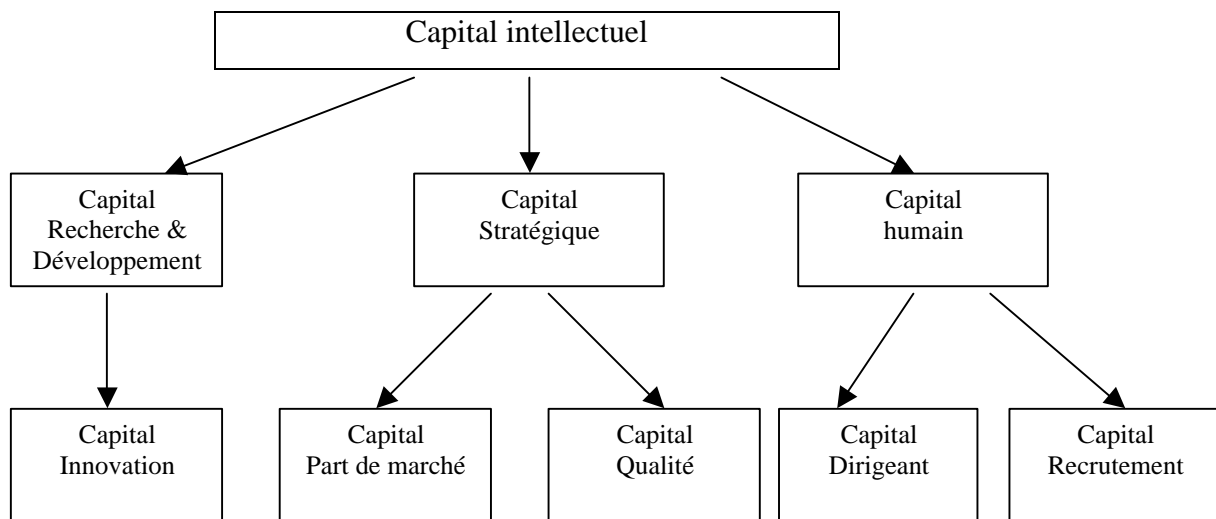 Capital intellectuel
Capital
Recherche &
Développement
Capital
Stratégique
Capital
humain
Capital
Innovation
Capital
Part de marché
Capital
Qualité
Capital
Dirigeant
Capital
Recrutement